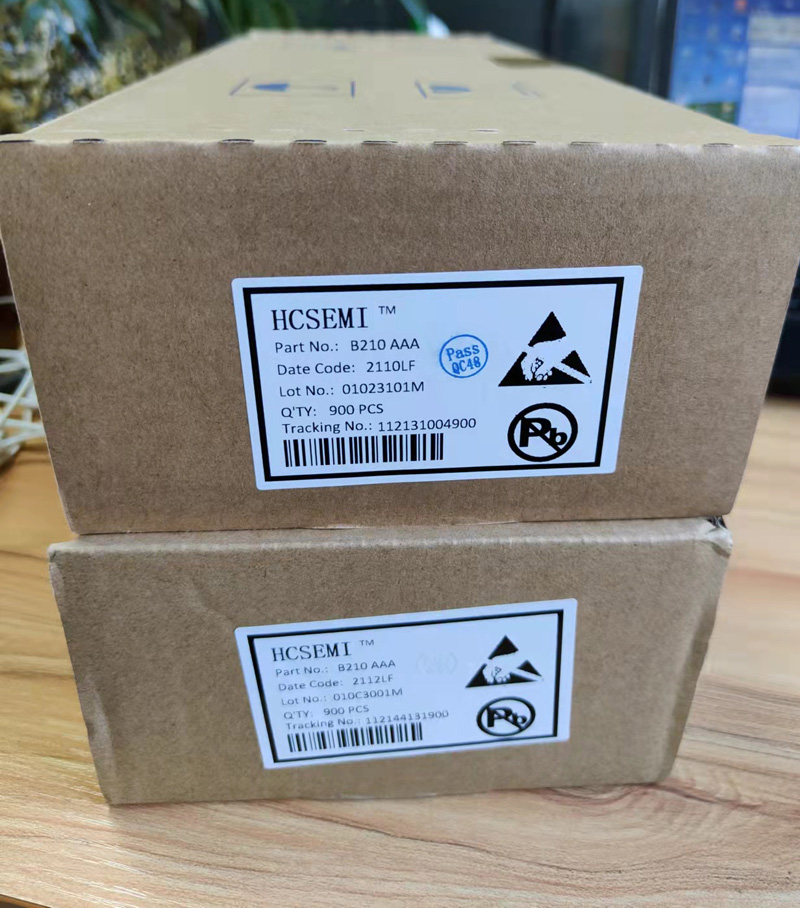 HCSEMI ™
Part No.: B210 AAA
Date Code: 2110LF
Lot No.: 01023101M
Q'TY: 900 PCS
Tracking No.: 112131004900
Pass
QC48
Pb
HCSEMI ™
Part No.: B210 AAA
Date Code: 2112LF
Lot No.: 010C3001M
Q'TY: 900 PCS
Tracking No.: 112144131900
Pb